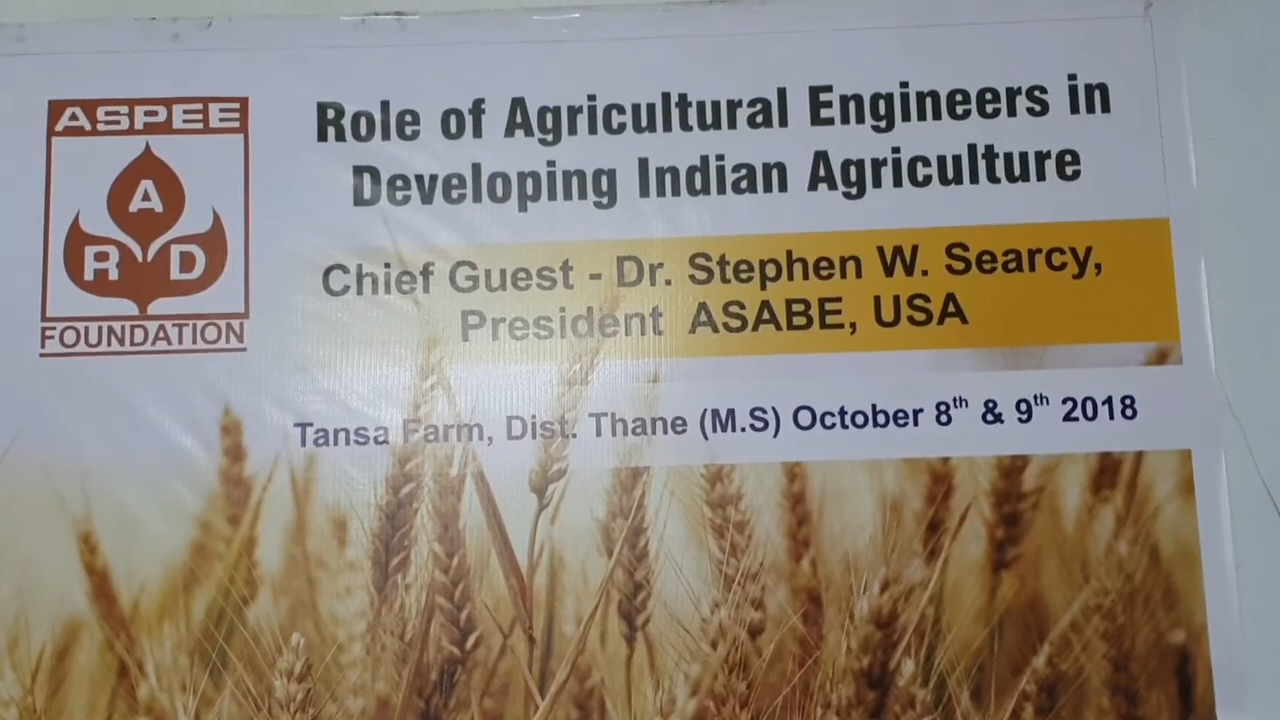 ASPEE
A
R D
FOUNDATION
Role of Agricultural Engineers in
Developing Indian Agriculture
Chief Guest - Dr. Stephen W. Searcy,
President ASABE, USA
Tansa Farm, Dist. Thane (M.S) October 8th & 9th 2018